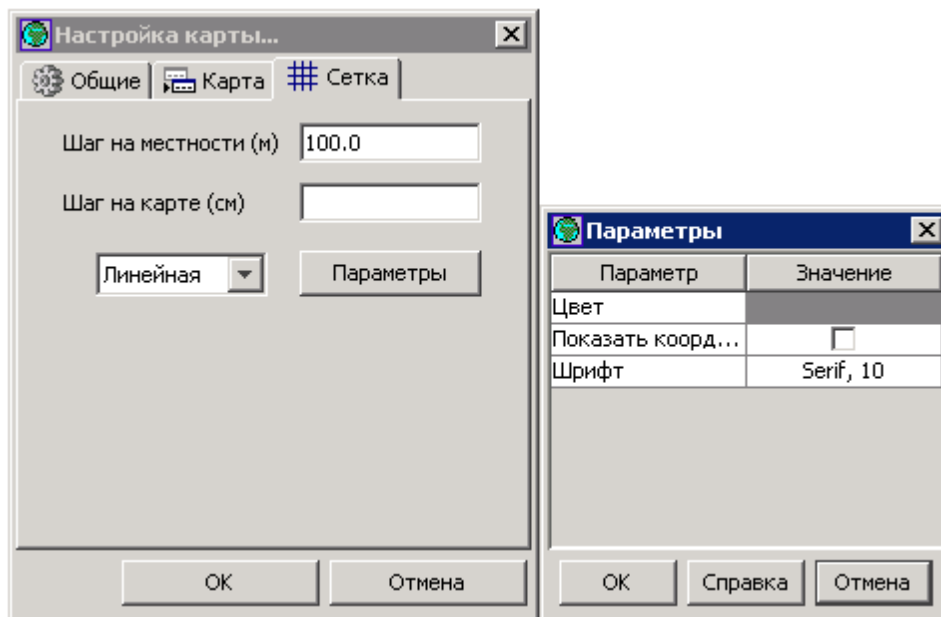 Настройка карты...
Общие Карта Сетка
Шаг на местности (м) 100.0
Шаг на карте (см)
Линейная Параметры
OK Отмена
Параметры
Параметр Значение
Цвет
Показать коорд...
Шрифт Serif, 10
OK Справка Отмена